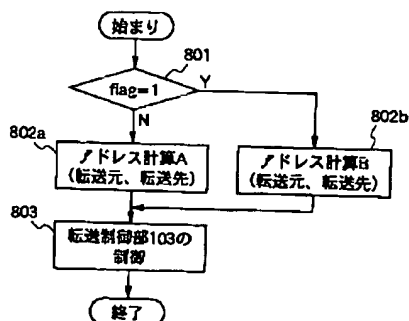 始まり
801
flag=1
Y
N
802a
アドレス計算A
(転送元、転送先)
802b
アドレス計算B
(転送元、転送先)
803
転送制御部103の
制御
終了